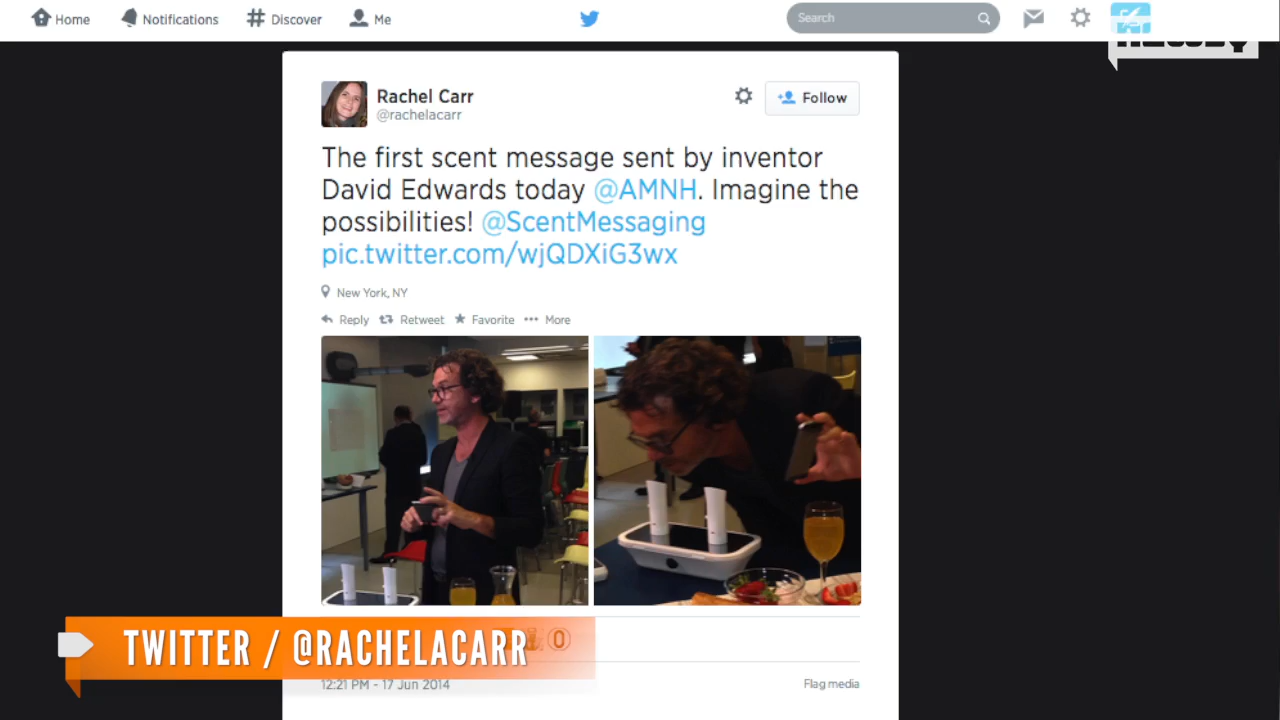 Home Notifications Discover Me Search
Rachel Carr
@rachelacarr
Follow
The first scent message sent by inventor
David Edwards today @AMNH. Imagine the
possibilities! @ScentMessaging
pic.twitter.com/wjQDXiG3wx
New York, NY
Reply Retweet Favorite More
TWITTER / @RACHELACARR
12:21 PM - 17 Jun 2014
Flag media